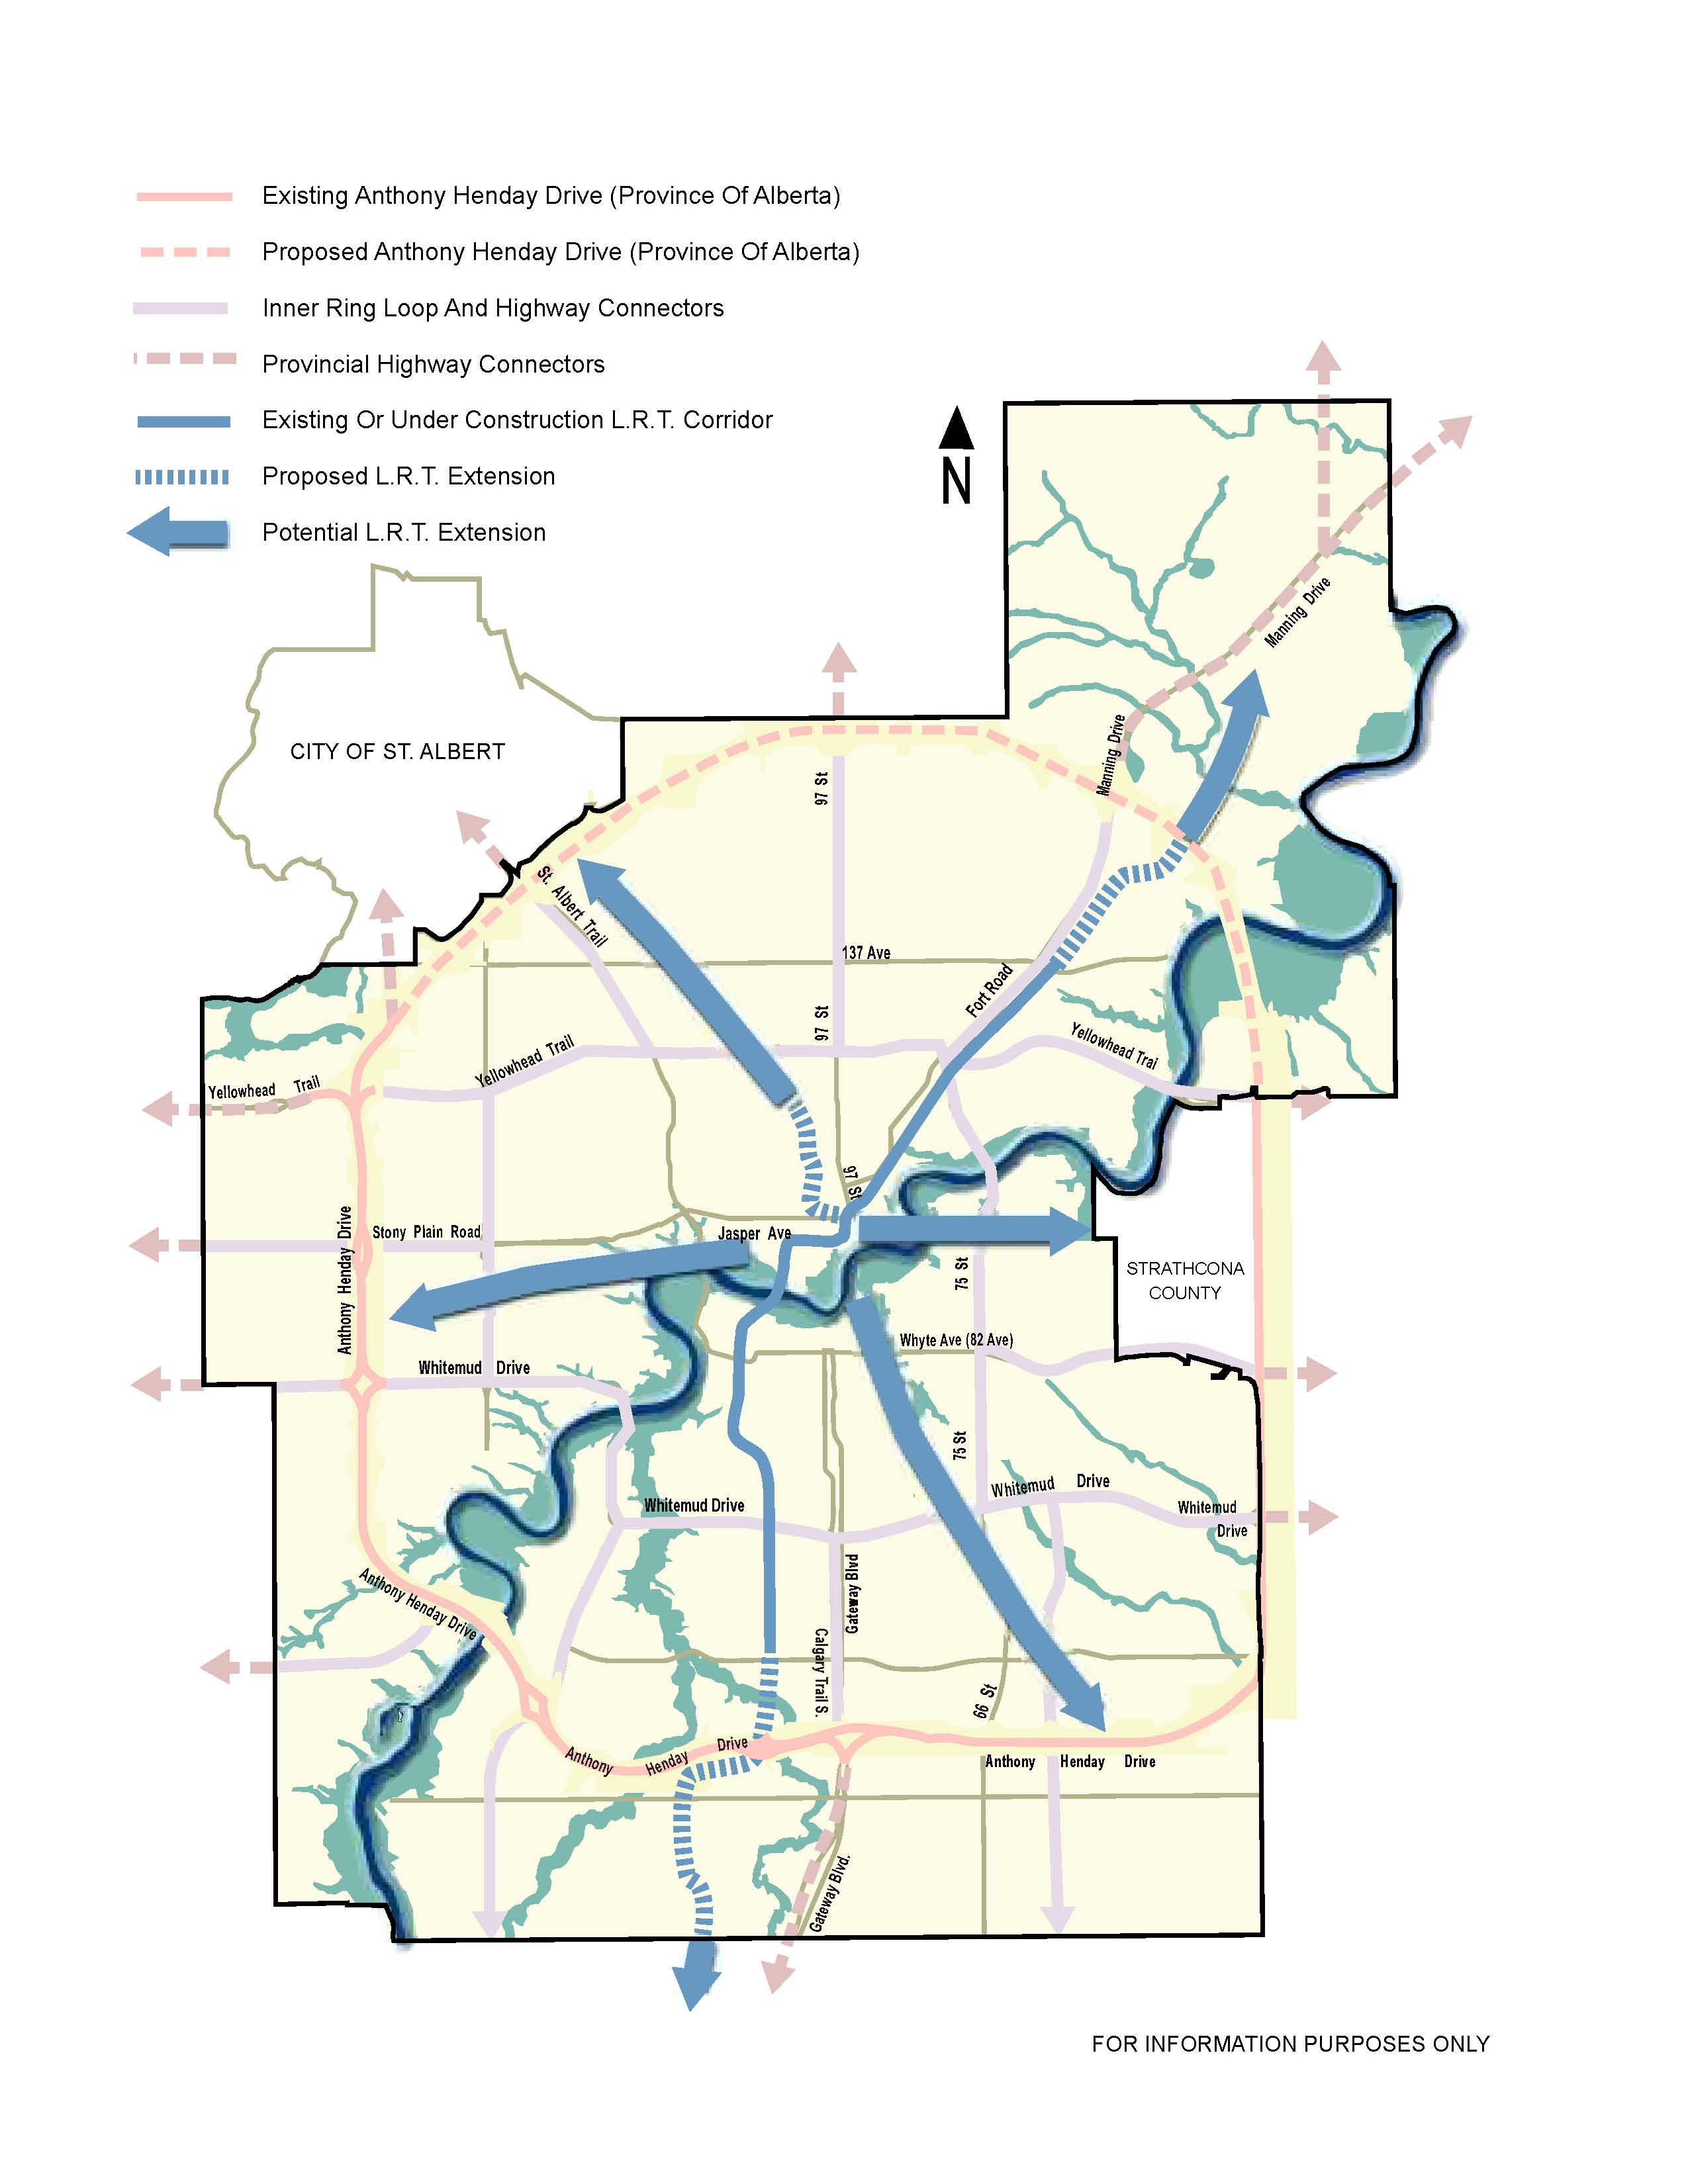 Existing Anthony Henday Drive (Province Of Alberta)
Proposed Anthony Henday Drive (Province Of Alberta)
Inner Ring Loop And Highway Connectors
Provincial Highway Connectors
Existing Or Under Construction L.R.T. Corridor
Proposed L.R.T. Extension
Potential L.R.T. Extension
N
Manning Drive
CITY OF ST. ALBERT
Manning Drive
97 St
St. Albert Trail
137 Ave
Fort Road
97 St
Yellowhead Trail
Yellowhead Trai
Yellowhead Trail
97 St
Anthony Henday Drive
Stony Plain Road
Jasper Ave
75 St
STRATHCONA
COUNTY
Whyte Ave (82 Ave)
Whitemud Drive
75 St
Whitemud Drive
Whitemud Drive
Whitemud
Drive
Gateway Blvd
Anthony Henday Drive
Calgary Trail S.
66 St
Anthony Henday Drive
Anthony Henday Drive
Gateway Blvd.
FOR INFORMATION PURPOSES ONLY